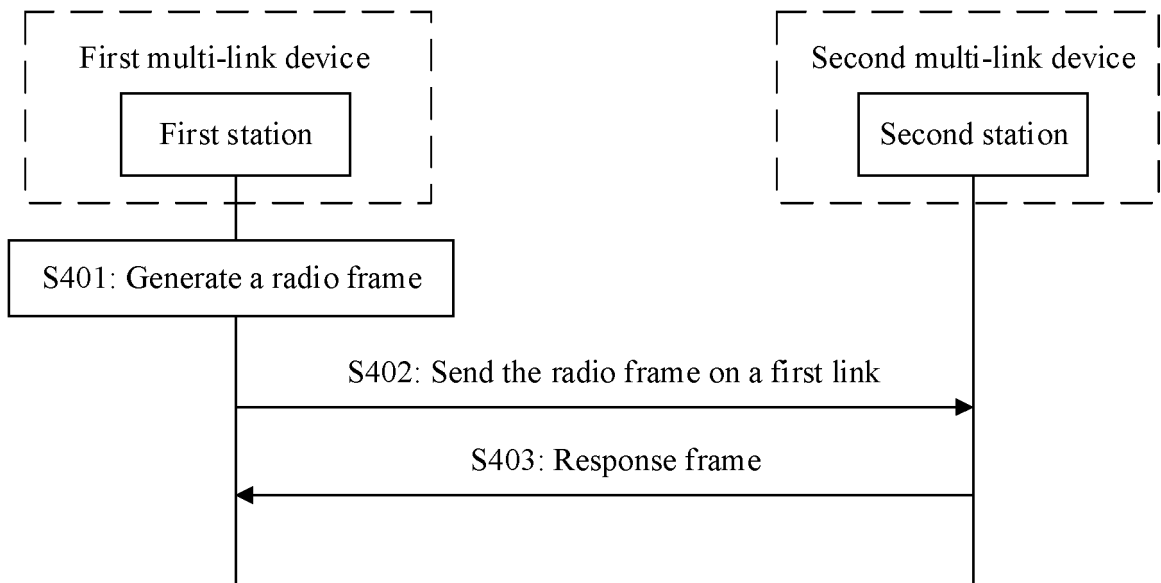 First multi-link device
Second multi-link device
First station
Second station
S401: Generate a radio frame
S402: Send the radio frame on a first link
S403: Response frame